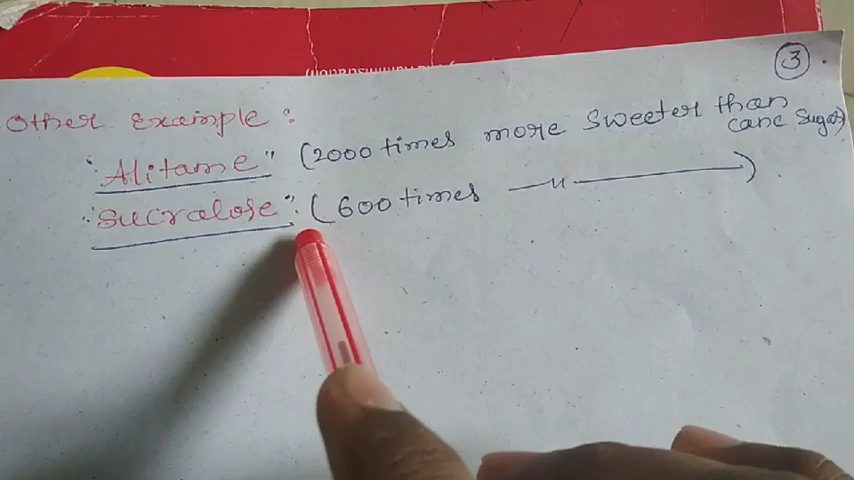 3
Other Example:
"Alitame" (2000 times more sweeter than cane sugar)
"Sucralose": (600 times —〃—)